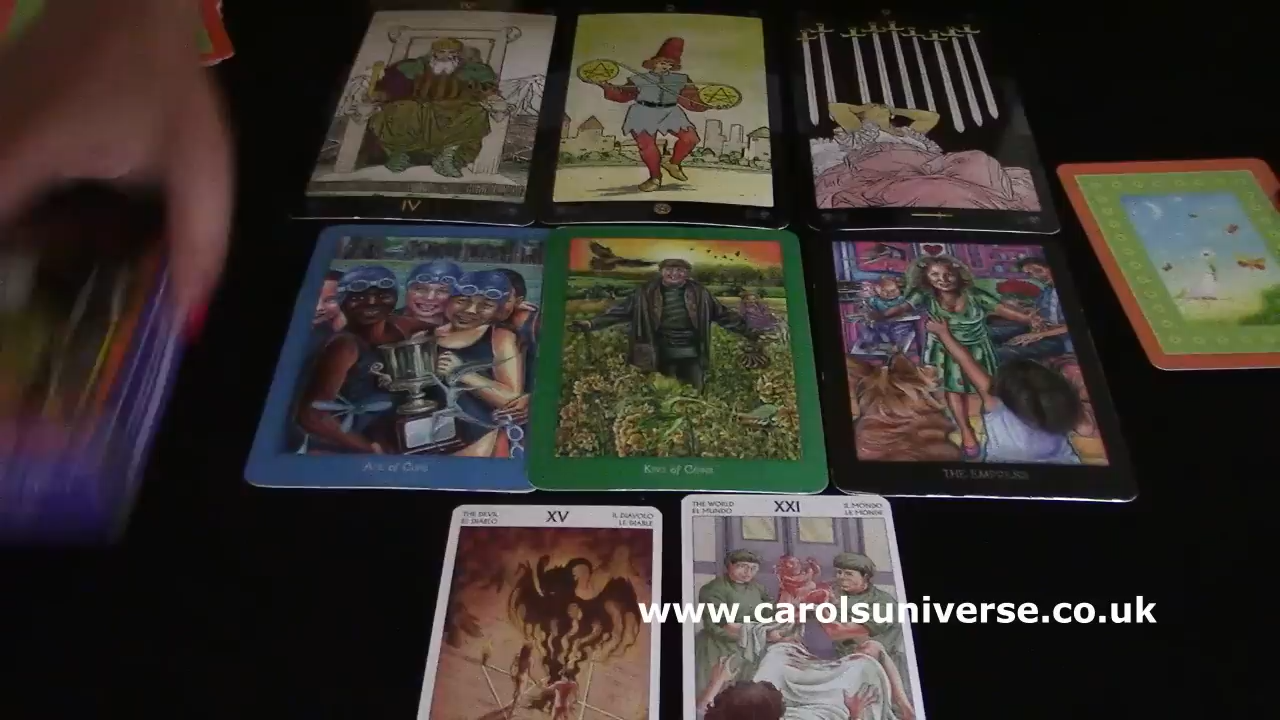 IV
Ace of Cups
King of Coins
THE EMPRESS
THE DEVIL
EL DIABLO
XV
IL DIAVOLO
LE DIABLE
THE WORLD
EL MUNDO
XXI
IL MONDO
LE MONDE
www.carolsuniverse.co.uk